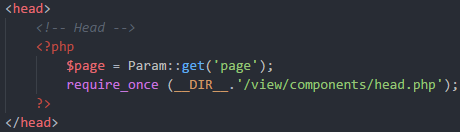 <head>
<!-- Head -->
<?php
$page = Param::get('page');
require_once (__DIR__.'/view/components/head.php');
?>
</head>